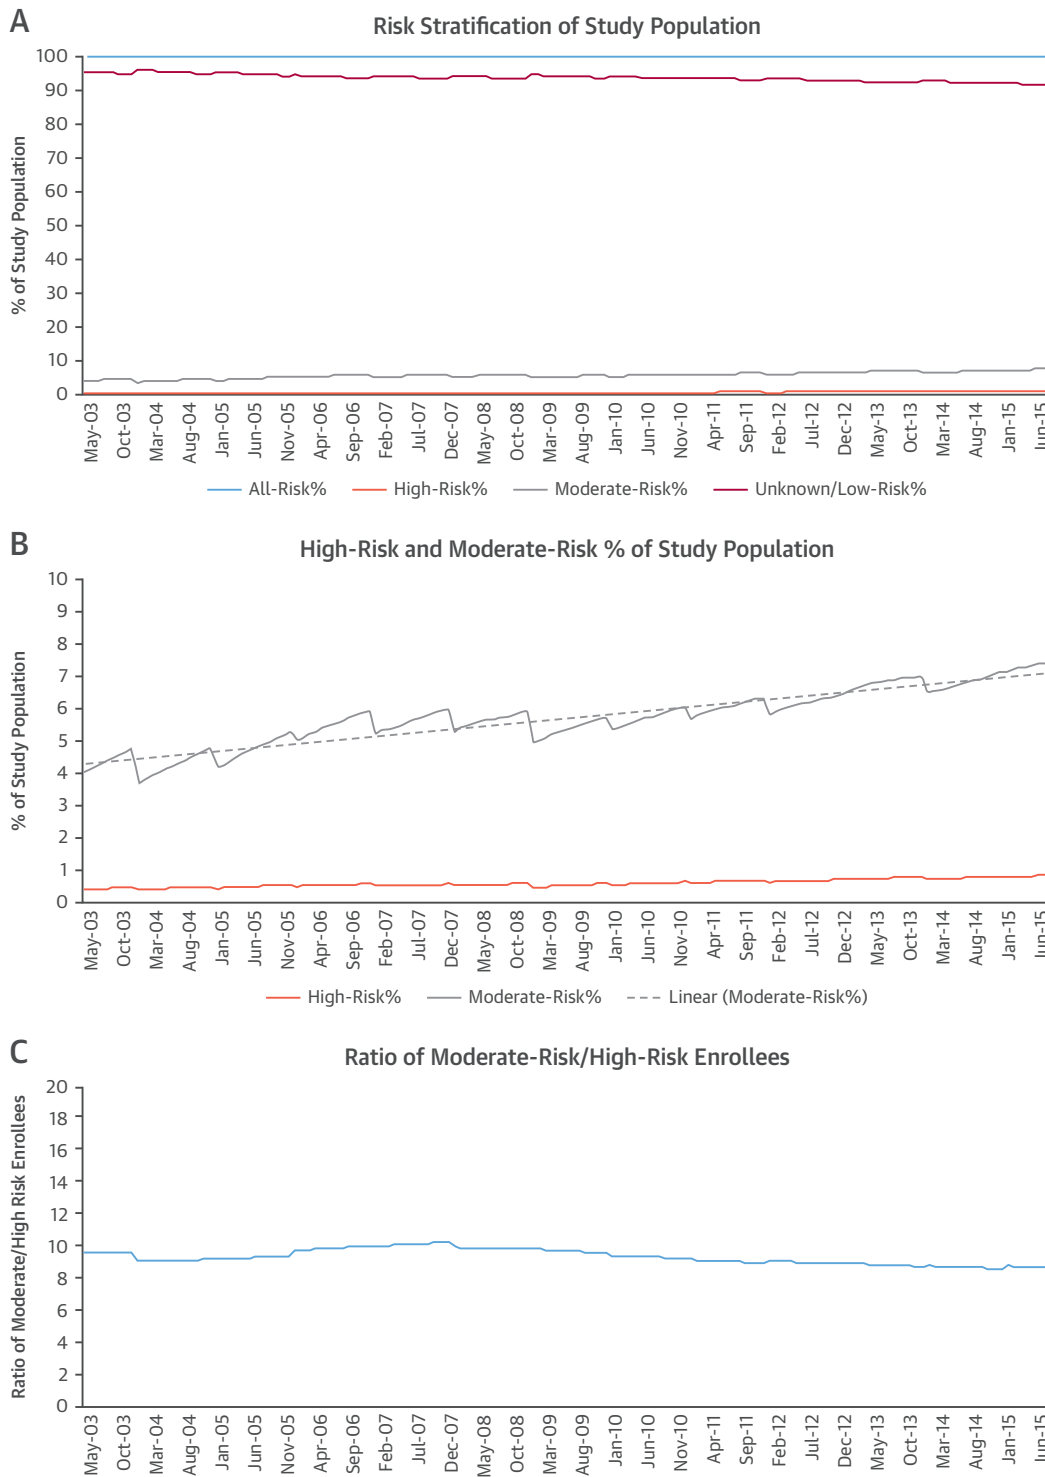 A
Risk Stratification of Study Population
% of Study Population
100
90
80
70
60
50
40
30
20
10
0
May-03 Oct-03 Mar-04 Aug-04 Jan-05 Jun-05 Nov-05 Apr-06 Sep-06 Feb-07 Jul-07 Dec-07 May-08 Oct-08 Mar-09 Aug-09 Jan-10 Jun-10 Nov-10 Apr-11 Sep-11 Feb-12 Jul-12 Dec-12 May-13 Oct-13 Mar-14 Aug-14 Jan-15 Jun-15
All-Risk% High-Risk% Moderate-Risk% Unknown/Low-Risk%
B
High-Risk and Moderate-Risk % of Study Population
% of Study Population
10
9
8
7
6
5
4
3
2
1
0
May-03 Oct-03 Mar-04 Aug-04 Jan-05 Jun-05 Nov-05 Apr-06 Sep-06 Feb-07 Jul-07 Dec-07 May-08 Oct-08 Mar-09 Aug-09 Jan-10 Jun-10 Nov-10 Apr-11 Sep-11 Feb-12 Jul-12 Dec-12 May-13 Oct-13 Mar-14 Aug-14 Jan-15 Jun-15
High-Risk% Moderate-Risk% Linear (Moderate-Risk%)
C
Ratio of Moderate-Risk/High-Risk Enrollees
Ratio of Moderate/High Risk Enrollees
20
18
16
14
12
10
8
6
4
2
0
May-03 Oct-03 Mar-04 Aug-04 Jan-05 Jun-05 Nov-05 Apr-06 Sep-06 Feb-07 Jul-07 Dec-07 May-08 Oct-08 Mar-09 Aug-09 Jan-10 Jun-10 Nov-10 Apr-11 Sep-11 Feb-12 Jul-12 Dec-12 May-13 Oct-13 Mar-14 Aug-14 Jan-15 Jun-15